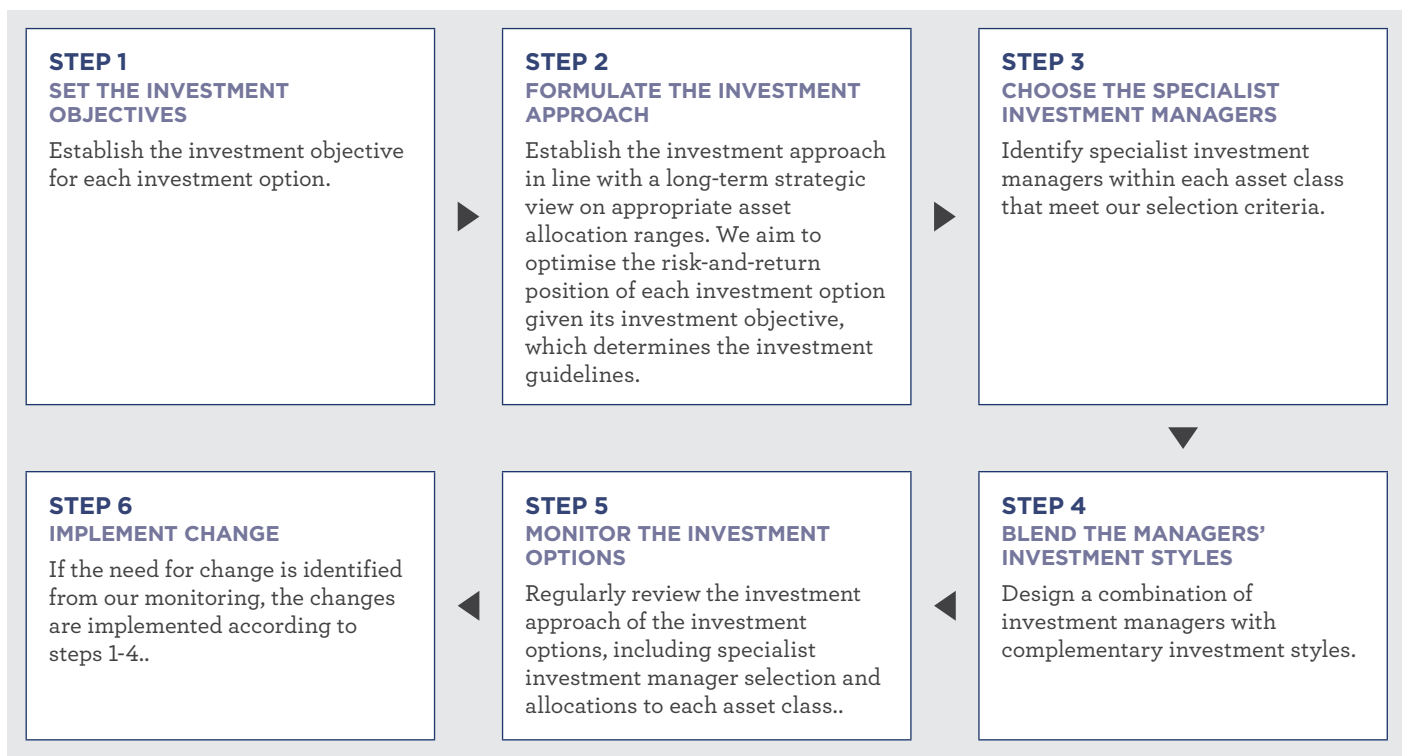 STEP 1
SET THE INVESTMENT
OBJECTIVES
Establish the investment objective
for each investment option.
STEP 2
FORMULATE THE INVESTMENT
APPROACH
Establish the investment approach
in line with a long-term strategic
view on appropriate asset
allocation ranges. We aim to
optimise the risk-and-return
position of each investment option
given its investment objective,
which determines the investment
guidelines.
STEP 3
CHOOSE THE SPECIALIST
INVESTMENT MANAGERS
Identify specialist investment
managers within each asset class
that meet our selection criteria.
STEP 4
BLEND THE MANAGERS’
INVESTMENT STYLES
Design a combination of
investment managers with
complementary investment styles.
STEP 5
MONITOR THE INVESTMENT
OPTIONS
Regularly review the investment
approach of the investment
options, including specialist
investment manager selection and
allocations to each asset class..
STEP 6
IMPLEMENT CHANGE
If the need for change is identified
from our monitoring, the changes
are implemented according to
steps 1-4..